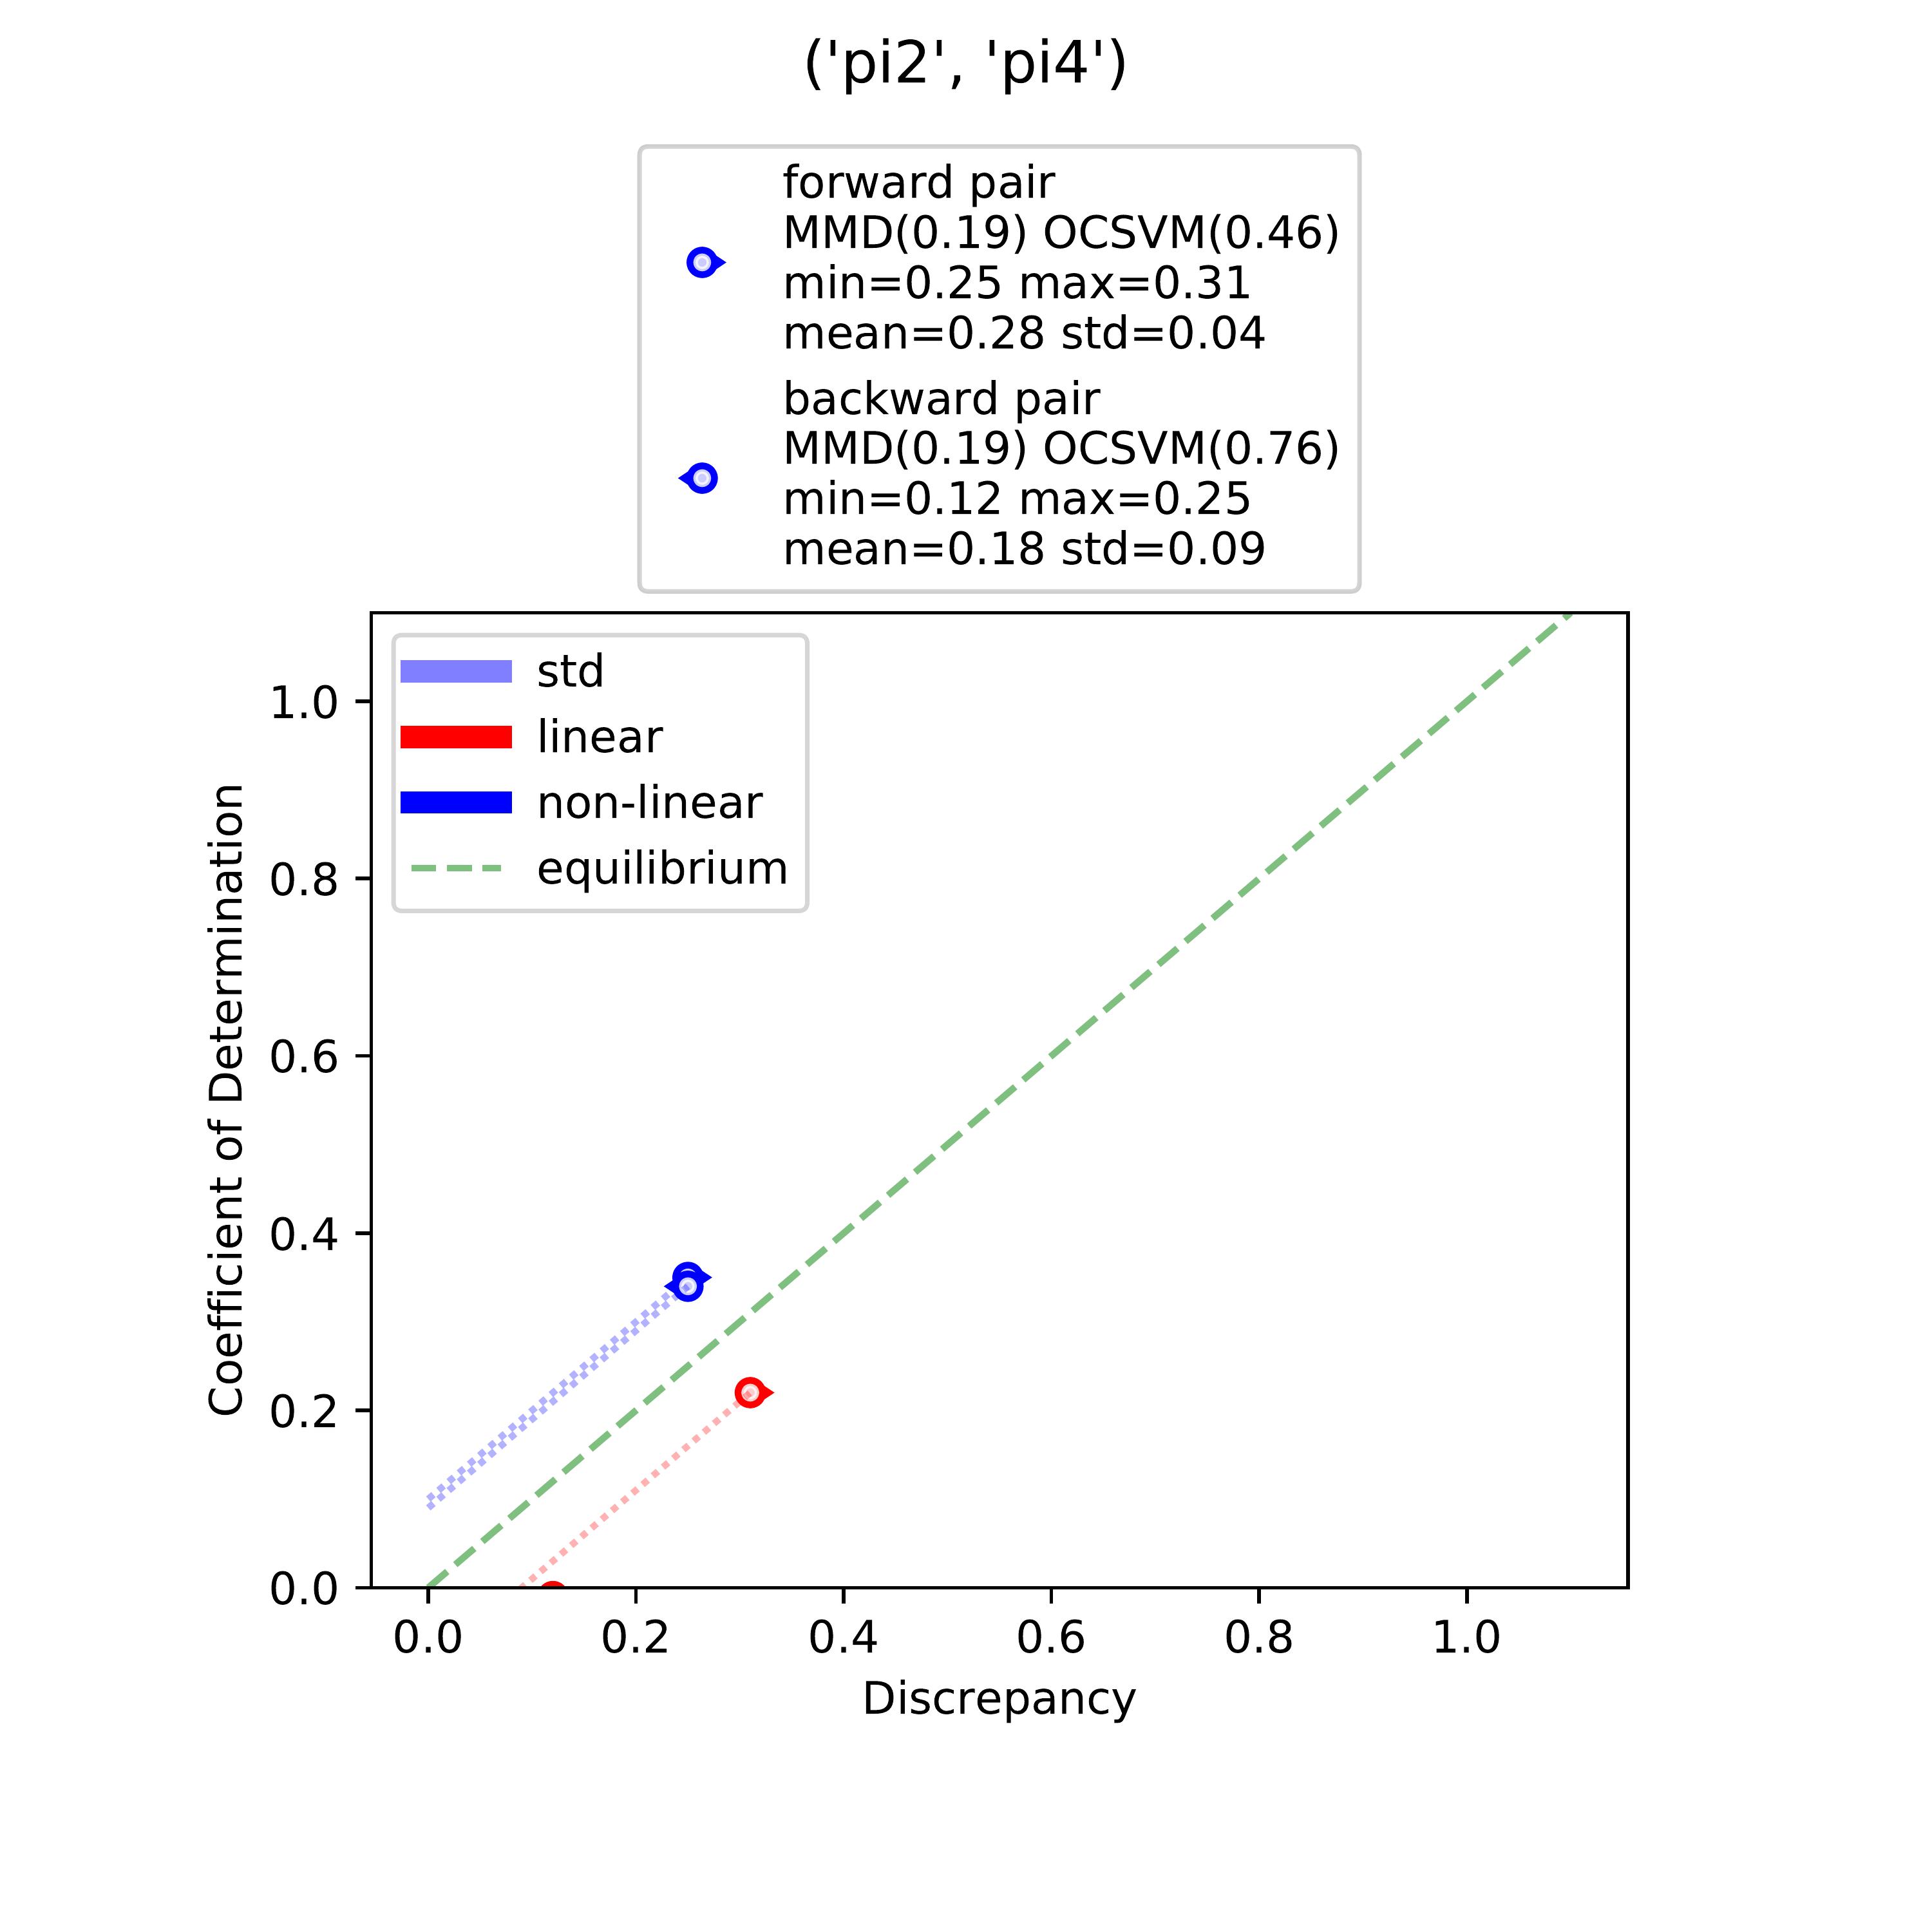 ('pi2', 'pi4')
forward pair
MMD(0.19) OCSVM(0.46)
min=0.25 max=0.31
mean=0.28 std=0.04
backward pair
MMD(0.19) OCSVM(0.76)
min=0.12 max=0.25
mean=0.18 std=0.09
std
linear
non-linear
equilibrium
Coefficient of Determination
1.0
0.8
0.6
0.4
0.2
0.0
0.0 0.2 0.4 0.6 0.8 1.0
Discrepancy